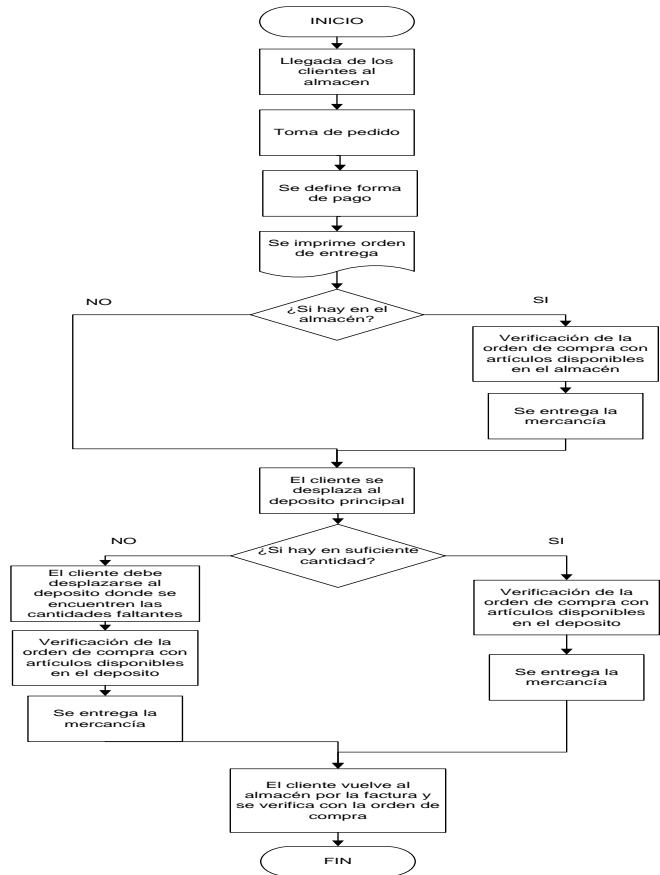 INICIO
Llegada de los
clientes al
almacen
Toma de pedido
Se define forma
de pago
Se imprime orden
de entrega
¿Si hay en el
almacén?
NO
SI
Verificación de la
orden de compra con
artículos disponibles
en el almacén
Se entrega la
mercancía
El cliente se
desplaza al
deposito principal
¿Si hay en suficiente
cantidad?
NO
SI
El cliente debe
desplazarse al
deposito donde se
encuentren las
cantidades faltantes
Verificación de la
orden de compra con
artículos disponibles
en el deposito
Se entrega la
mercancía
Verificación de la
orden de compra con
artículos disponibles
en el deposito
Se entrega la
mercancía
El cliente vuelve al
almacén por la factura y
se verifica con la orden de
compra
FIN